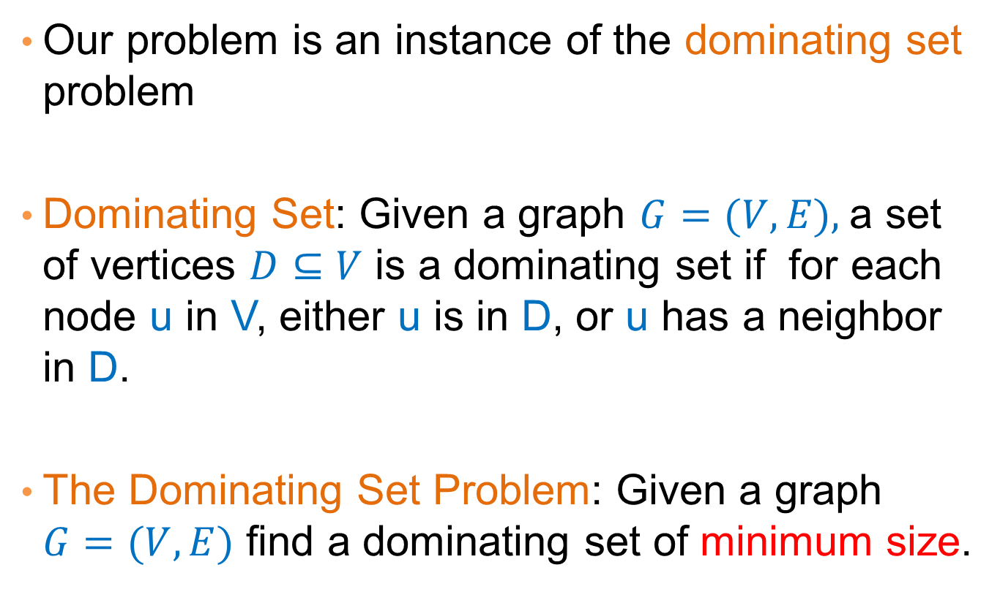 • Our problem is an instance of the dominating set
problem
• Dominating Set: Given a graph G = (V, E), a set
of vertices D ⊆ V is a dominating set if for each
node u in V, either u is in D, or u has a neighbor
in D.
• The Dominating Set Problem: Given a graph
G = (V, E) find a dominating set of minimum size.